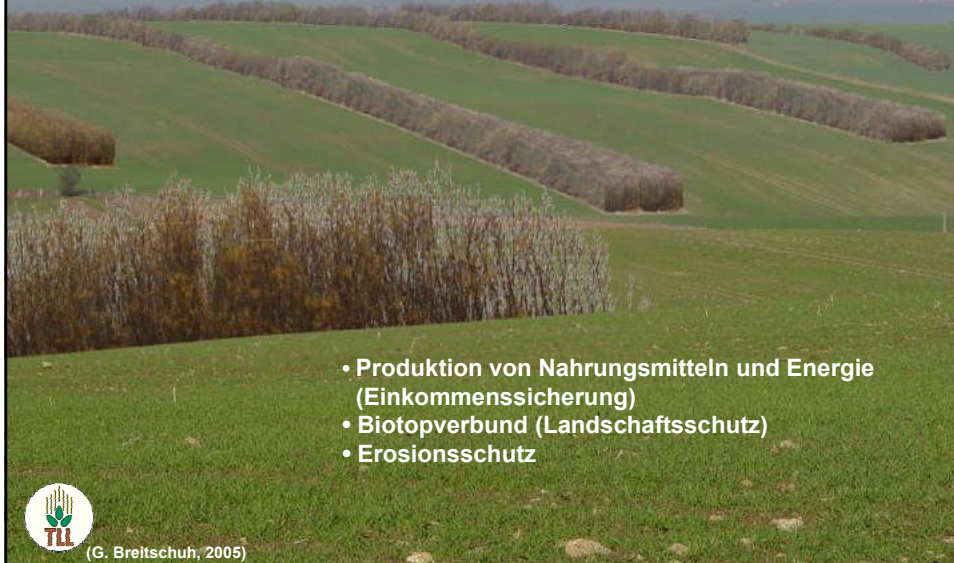 • Produktion von Nahrungsmitteln und Energie
(Einkommenssicherung)
• Biotopverbund (Landschaftsschutz)
• Erosionsschutz
TLL
(G. Breitschuh, 2005)